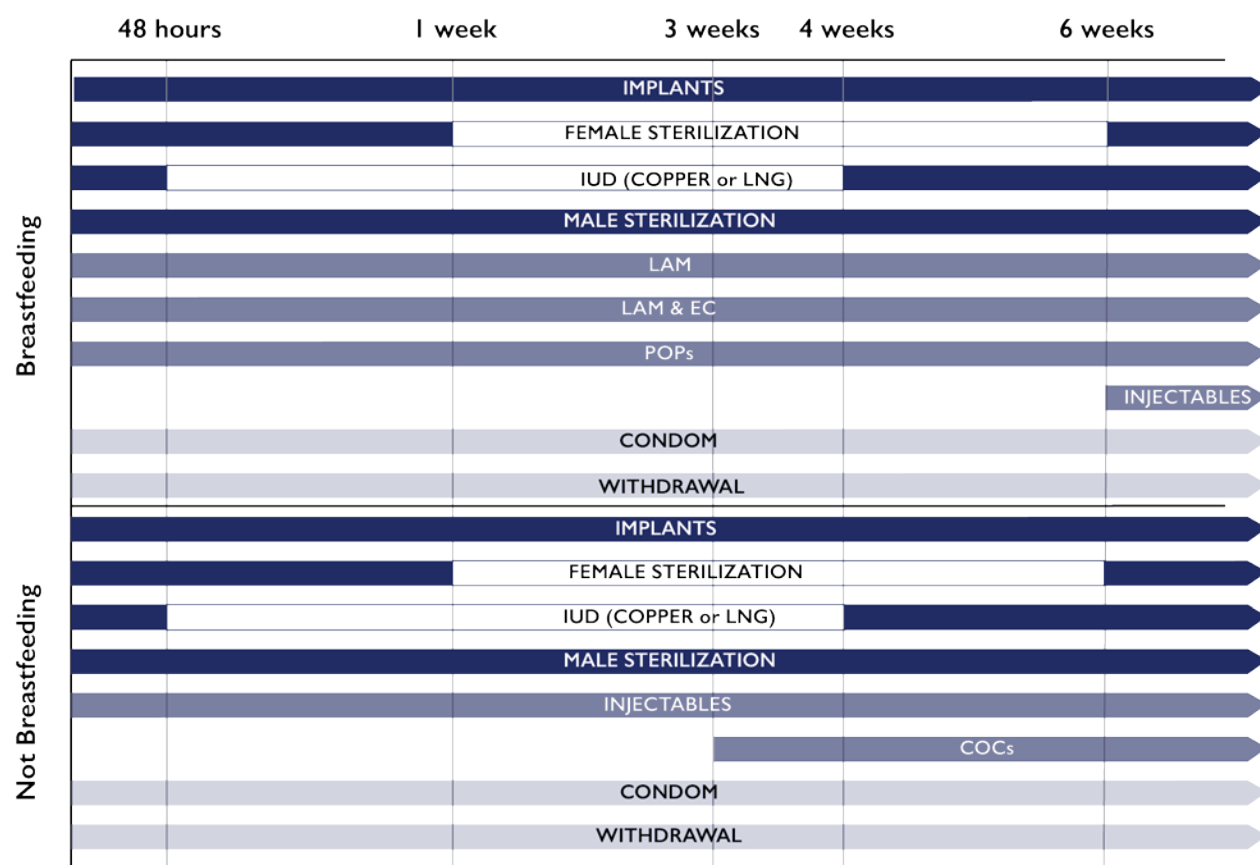 48 hours 1 week 3 weeks 4 weeks 6 weeks
Breastfeeding
IMPLANTS
FEMALE STERILIZATION
IUD (COPPER or LNG)
MALE STERILIZATION
LAM
LAM & EC
POPs
INJECTABLES
CONDOM
WITHDRAWAL
Not Breastfeeding
IMPLANTS
FEMALE STERILIZATION
IUD (COPPER or LNG)
MALE STERILIZATION
INJECTABLES
COCs
CONDOM
WITHDRAWAL